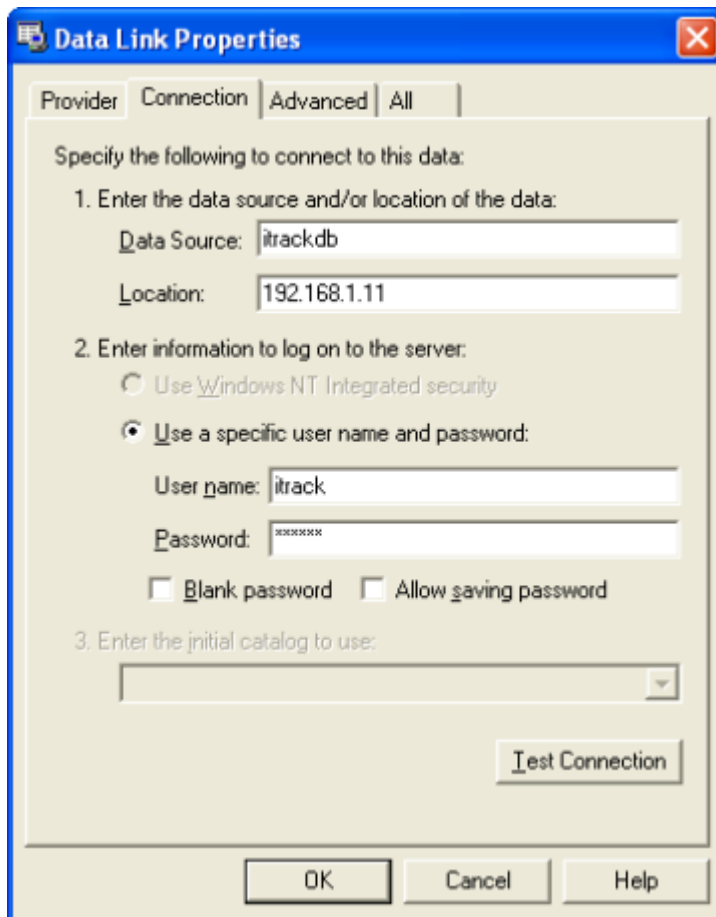 Data Link Properties
Provider Connection Advanced All
Specify the following to connect to this data:
1. Enter the data source and/or location of the data:
Data Source: itrackdb
Location: 192.168.1.11
2. Enter information to log on to the server:
Use Windows NT Integrated security
Use a specific user name and password:
User name: itrack
Password: ******
Blank password Allow saving password
3. Enter the initial catalog to use:
Test Connection
OK Cancel Help